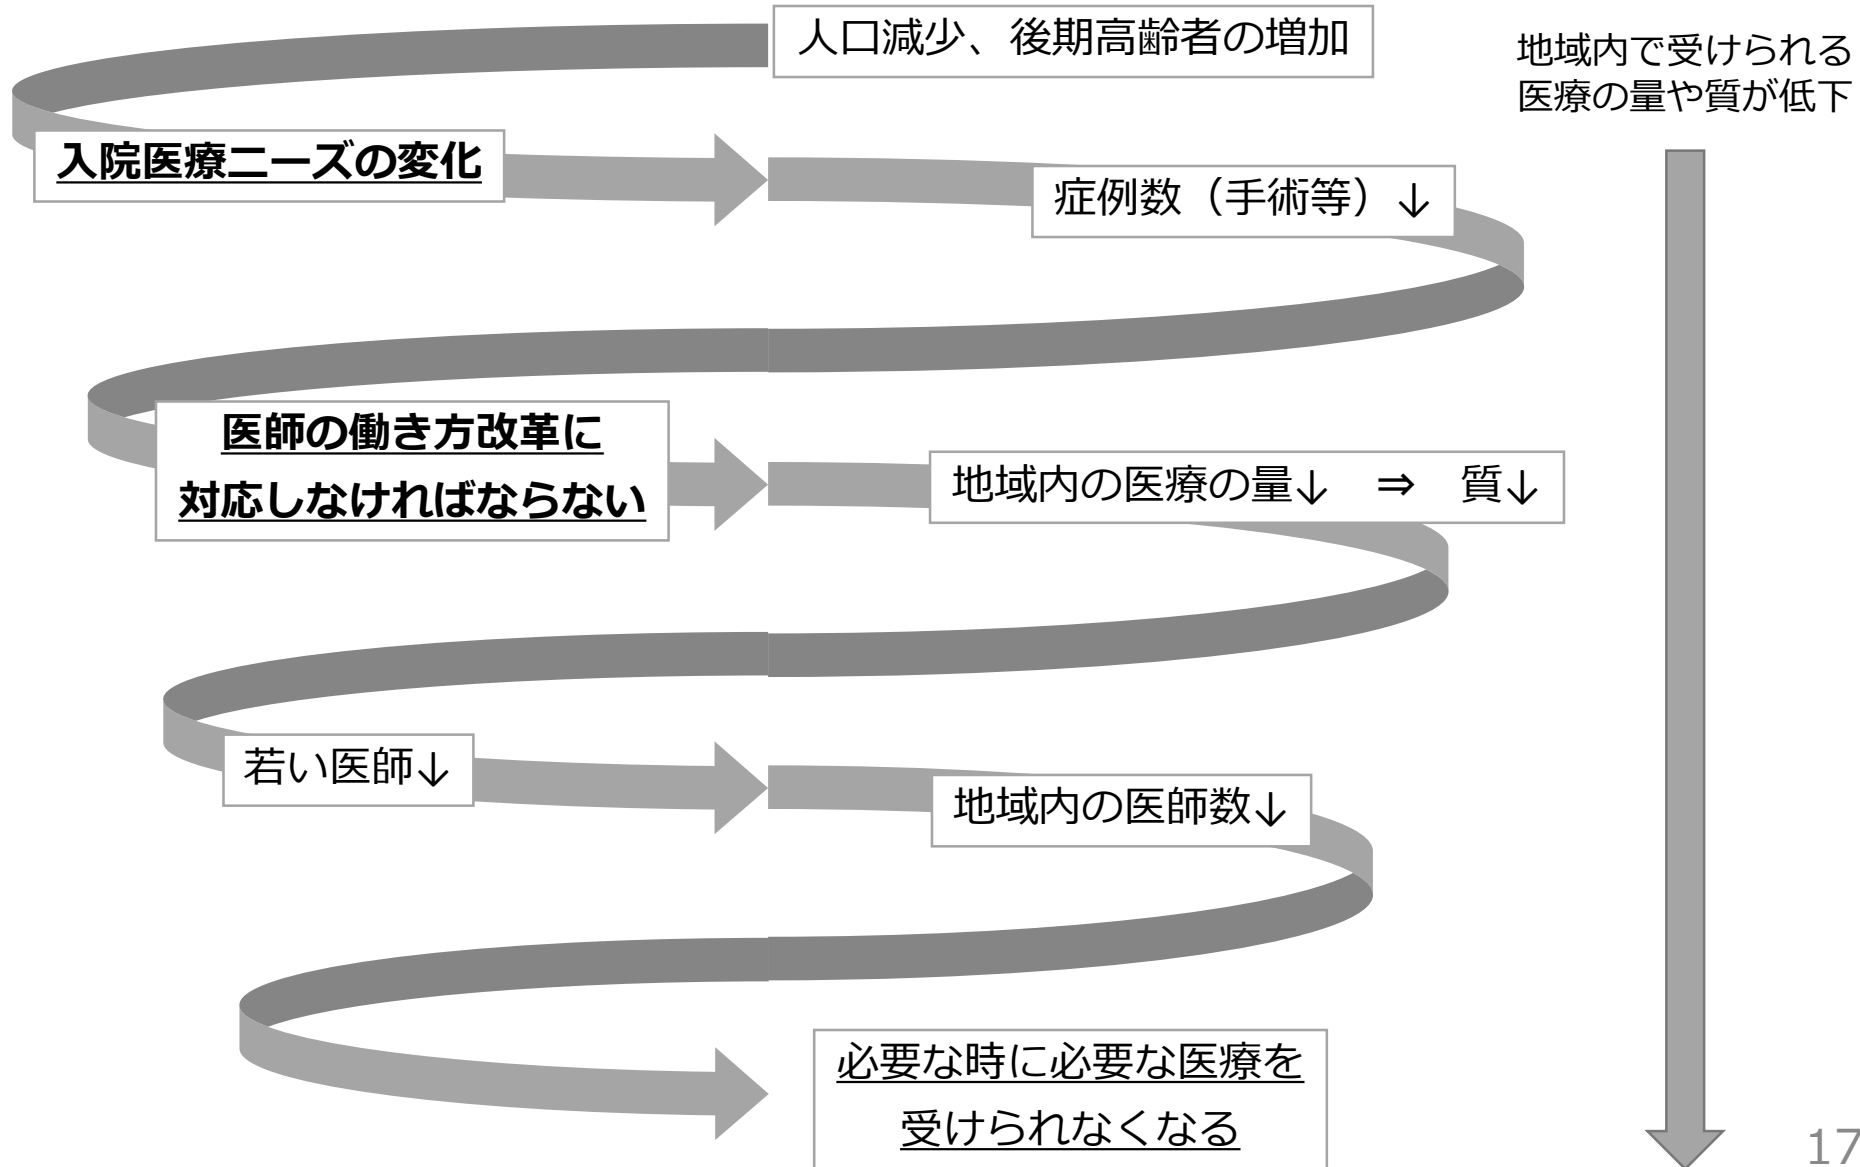 人口減少、後期高齢者の増加
地域内で受けられる
医療の量や質が低下
入院医療ニーズの変化
症例数（手術等）↓
医師の働き方改革に
対応しなければならない
地域内の医療の量↓　⇒　質↓
若い医師↓
地域内の医師数↓
必要な時に必要な医療を
受けられなくなる
17